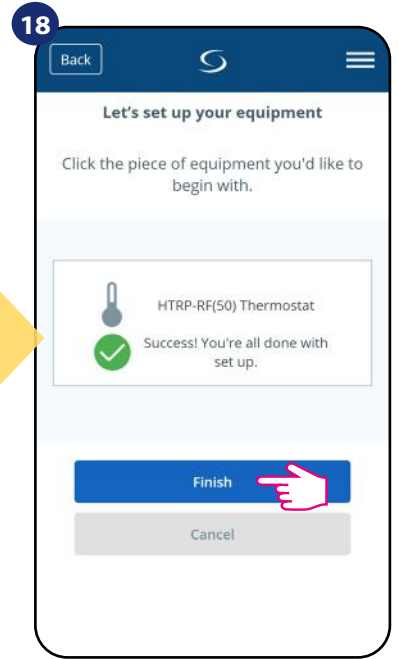 18
Back
Let's set up your equipment
Click the piece of equipment you'd like to
begin with.
HTRP-RF(50) Thermostat
Success! You're all done with
set up.
Finish
Cancel